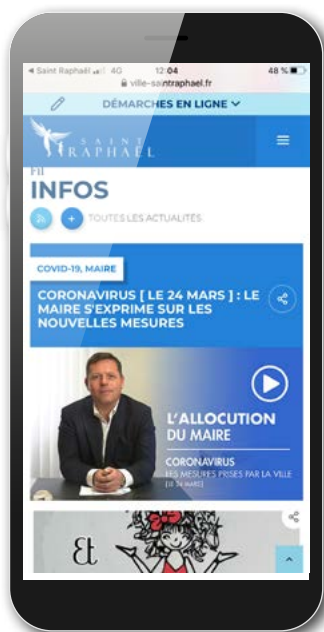 Saint Raphaël 4G 12:04 48 %
ville-saintraphael.fr
DÉMARCHES EN LIGNE
SAINT
RAPHAËL
Fil
INFOS
TOUTES LES ACTUALITÉS
COVID-19, MAIRE
CORONAVIRUS [ LE 24 MARS ] : LE
MAIRE S'EXPRIME SUR LES
NOUVELLES MESURES
L'ALLOCUTION
DU MAIRE
CORONAVIRUS
LES MESURES PRISES PAR LA VILLE
[LE 24 MARS]